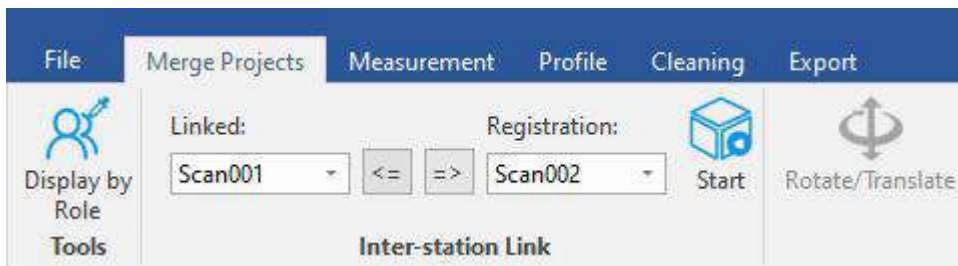 File Merge Projects Measurement Profile Cleaning Export
Linked: Registration:
Scan001 <= => Scan002
Display by Role Start Rotate/Translate
Tools Inter-station Link